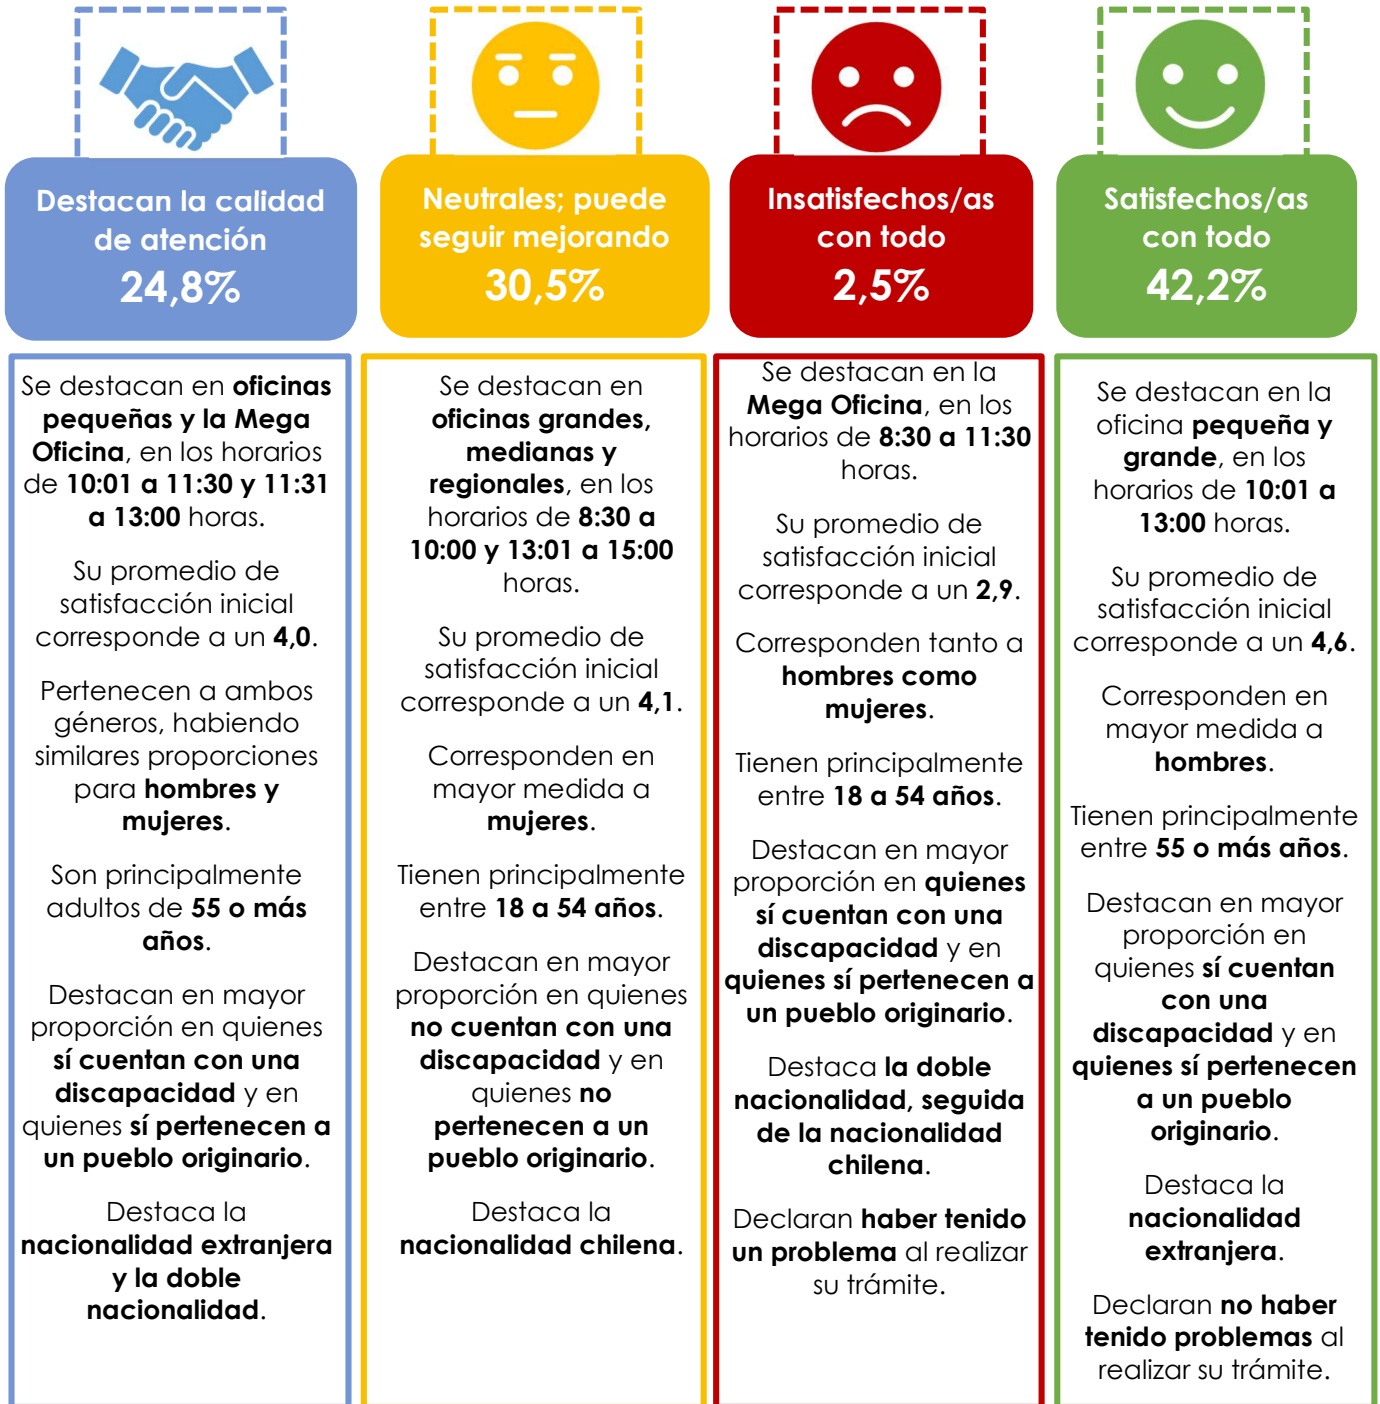 Destacan la calidad
de atención
24,8%
Se destacan en oficinas
pequeñas y la Mega
Oficina, en los horarios
de 10:01 a 11:30 y 11:31
a 13:00 horas.
Su promedio de
satisfacción inicial
corresponde a un 4,0.
Pertenecen a ambos
géneros, habiendo
similares proporciones
para hombres y
mujeres.
Son principalmente
adultos de 55 o más
años.
Destacan en mayor
proporción en quienes
sí cuentan con una
discapacidad y en
quienes sí pertenecen a
un pueblo originario.
Destaca la
nacionalidad extranjera
y la doble
nacionalidad.
Neutrales; puede
seguir mejorando
30,5%
Se destacan en
oficinas grandes,
medianas y
regionales, en los
horarios de 8:30 a
10:00 y 13:01 a 15:00
horas.
Su promedio de
satisfacción inicial
corresponde a un 4,1.
Corresponden en
mayor medida a
mujeres.
Tienen principalmente
entre 18 a 54 años.
Destacan en mayor
proporción en quienes
no cuentan con una
discapacidad y en
quienes no
pertenecen a un
pueblo originario.
Destaca la
nacionalidad chilena.
Insatisfechos/as
con todo
2,5%
Se destacan en la
Mega Oficina, en los
horarios de 8:30 a 11:30
horas.
Su promedio de
satisfacción inicial
corresponde a un 2,9.
Corresponden tanto a
hombres como
mujeres.
Tienen principalmente
entre 18 a 54 años.
Destacan en mayor
proporción en quienes
sí cuentan con una
discapacidad y en
quienes sí pertenecen a
un pueblo originario.
Destaca la doble
nacionalidad, seguida
de la nacionalidad
chilena.
Declaran haber tenido
un problema al realizar
su trámite.
Satisfechos/as
con todo
42,2%
Se destacan en la
oficina pequeña y
grande, en los
horarios de 10:01 a
13:00 horas.
Su promedio de
satisfacción inicial
corresponde a un 4,6.
Corresponden en
mayor medida a
hombres.
Tienen principalmente
entre 55 o más años.
Destacan en mayor
proporción en
quienes sí cuentan
con una
discapacidad y en
quienes sí pertenecen
a un pueblo
originario.
Destaca la
nacionalidad
extranjera.
Declaran no haber
tenido problemas al
realizar su trámite.